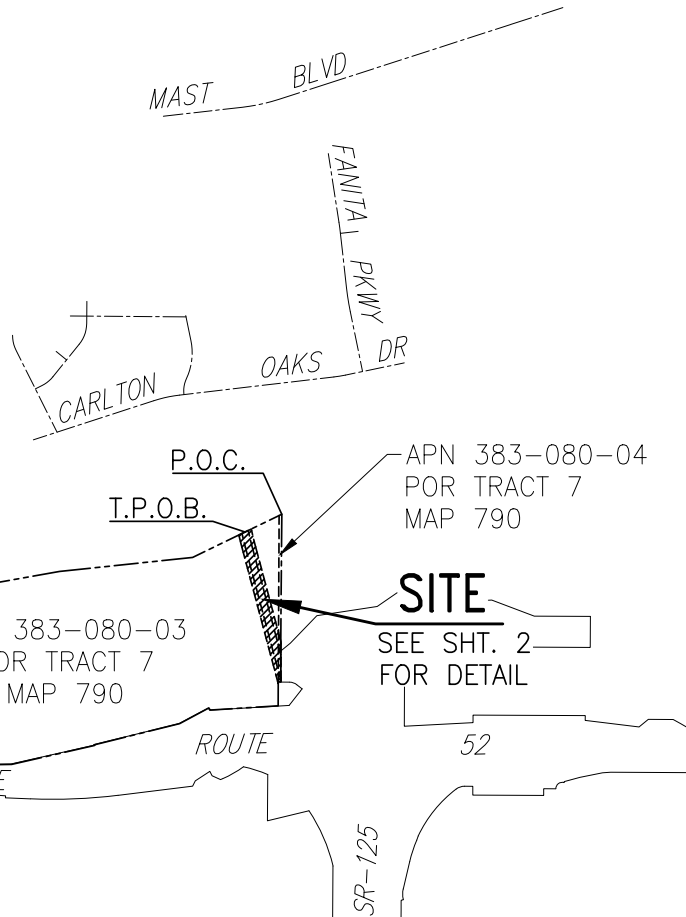 MAST BLVD
FANITA PKWY
CARLTON OAKS DR
P.O.C.
T.P.O.B.
APN 383-080-04
POR TRACT 7
MAP 790
SITE
SEE SHT. 2
FOR DETAIL
383-080-03
OR TRACT 7
MAP 790
ROUTE 52
SR-125